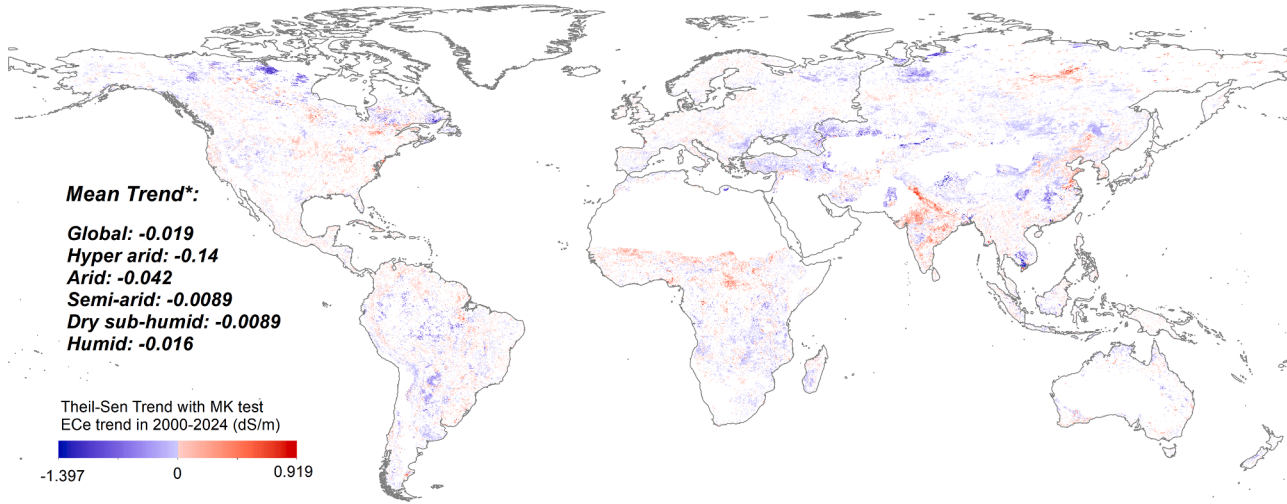 Mean Trend*:
Global: -0.019
Hyper arid: -0.14
Arid: -0.042
Semi-arid: -0.0089
Dry sub-humid: -0.0089
Humid: -0.016
Theil-Sen Trend with MK test
ECe trend in 2000-2024 (dS/m)
-1.397 0 0.919